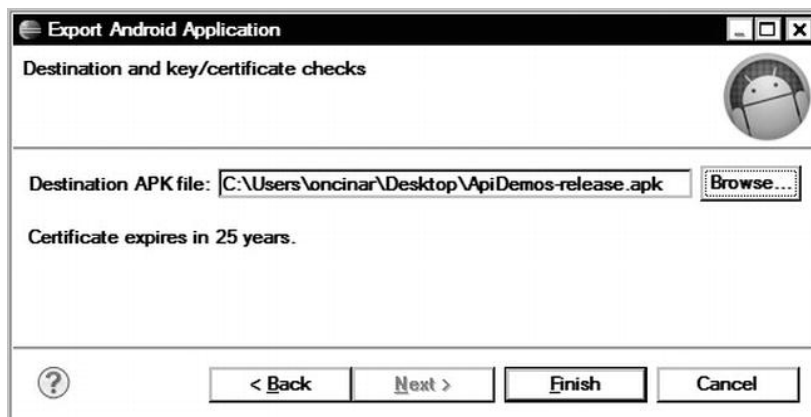 Export Android Application
Destination and key/certificate checks
Destination APK file: C:\Users\oncinar\Desktop\ApiDemos-release.apk Browse...
Certificate expires in 25 years.
? < Back Next > Finish Cancel